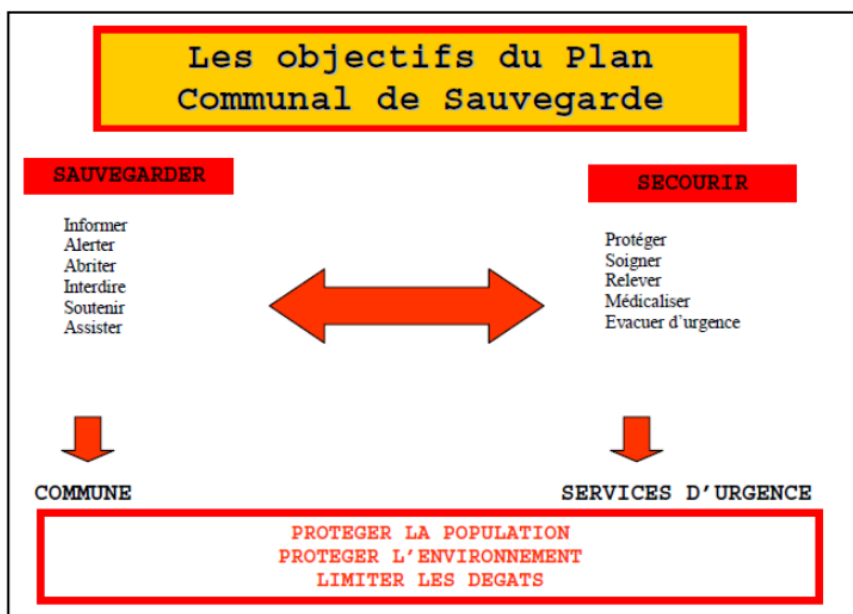 Les objectifs du Plan
Communal de Sauvegarde
SAUVEGARDER
Informer
Alerter
Abriter
Interdire
Soutenir
Assister
COMMUNE
SECOURIR
Protéger
Soigner
Relever
Médicaliser
Evacuer d'urgence
SERVICES D'URGENCE
PROTEGER LA POPULATION
PROTEGER L'ENVIRONNEMENT
LIMITER LES DEGATS